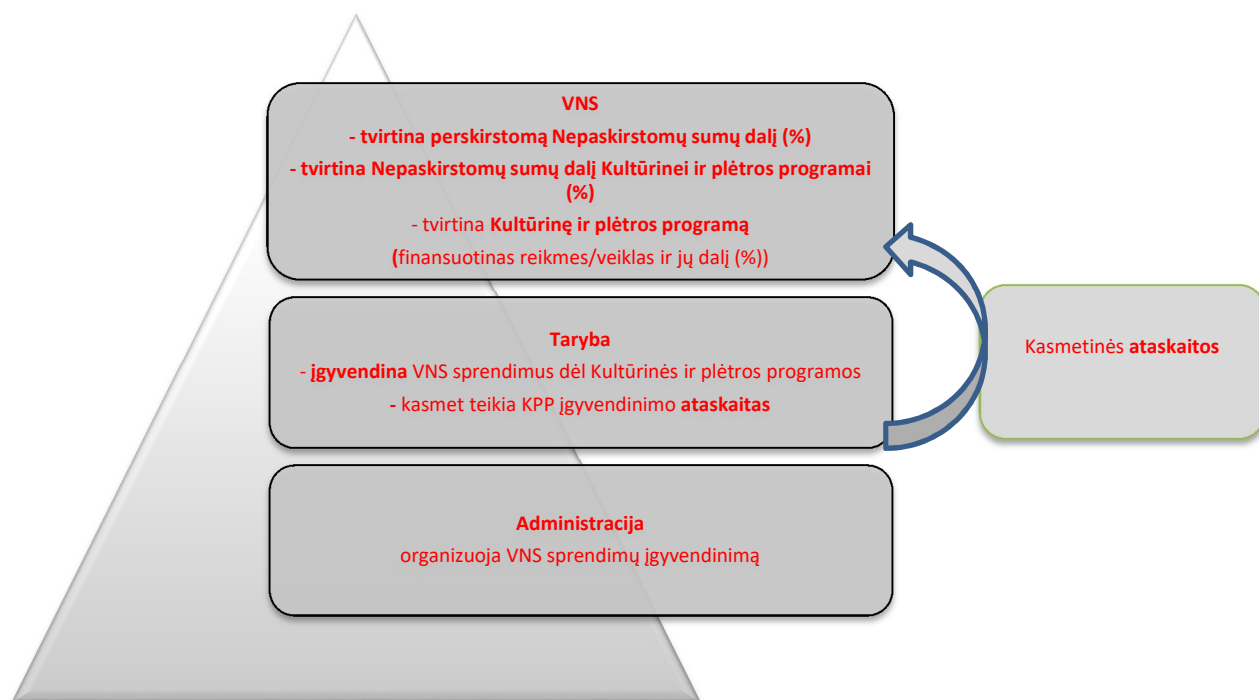 VNS
- tvirtina perskirstomą Nepaskirstomų sumų dalį (%)
- tvirtina Nepaskirstomų sumų dalį Kultūrinei ir plėtros programai
(%)
- tvirtina Kultūrinę ir plėtros programą
(finansuotinas reikmes/veiklas ir jų dalį (%))
Taryba
- įgyvendina VNS sprendimus dėl Kultūrinės ir plėtros programos
- kasmet teikia KPP įgyvendinimo ataskaitas
Kasmetinės ataskaitos
Administracija
organizuoja VNS sprendimų įgyvendinimą